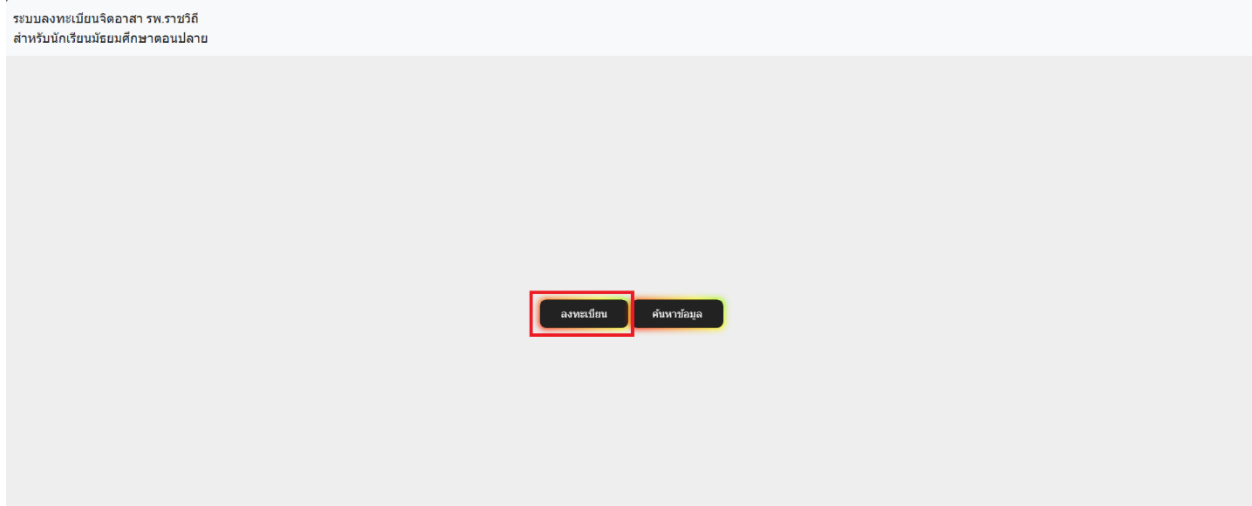 ระบบลงทะเบียนจิตอาสา รพ.ราชวิถี
สำหรับนักเรียนมัธยมศึกษาตอนปลาย
ลงทะเบียน
ค้นหาข้อมูล